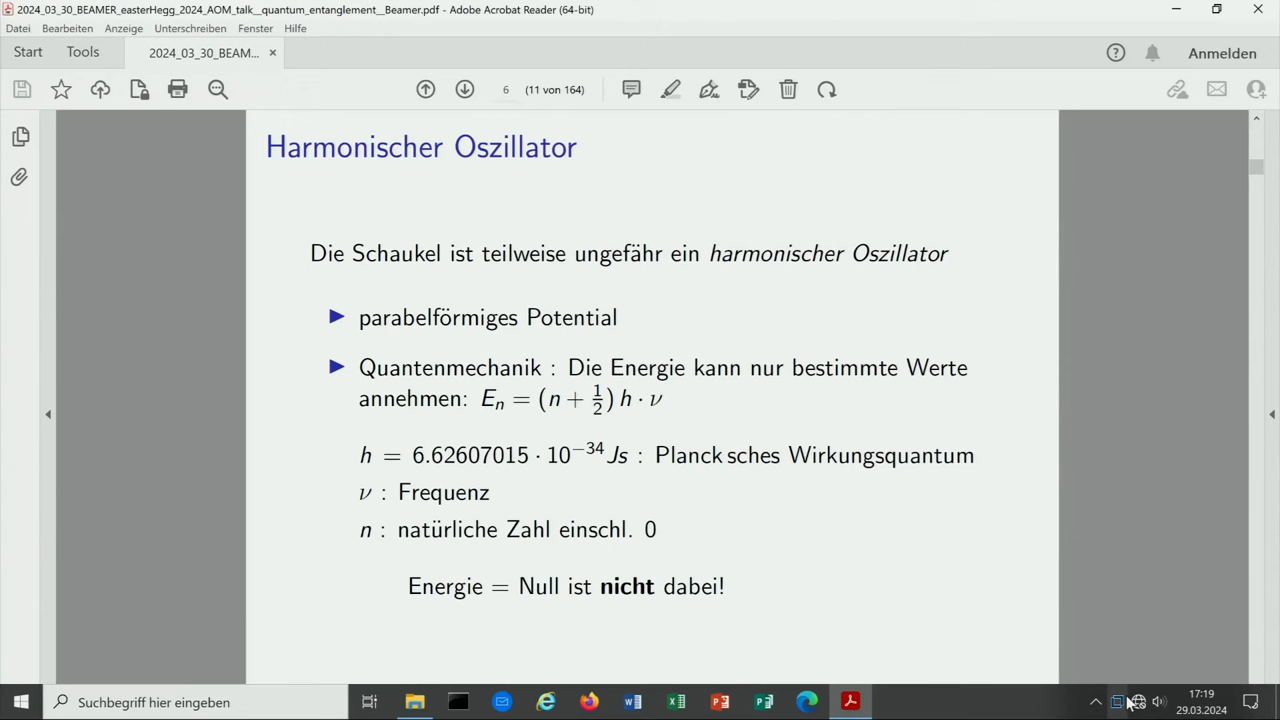 2024_03_30_BEAMER_easterHegg_2024_AOM_talk__quantum_entanglement__Beamer.pdf - Adobe Acrobat Reader (64-bit)
Datei Bearbeiten Anzeige Unterschreiben Fenster Hilfe
Start Tools 2024_03_30_BEAM... × Anmelden
6 (11 von 164)
Harmonischer Oszillator
Die Schaukel ist teilweise ungefähr ein harmonischer Oszillator
▶ parabelförmiges Potential
▶ Quantenmechanik : Die Energie kann nur bestimmte Werte
annehmen: Eₙ = (n + 1/2) h · ν
h = 6.62607015 · 10⁻³⁴ Js : Plancksches Wirkungsquantum
ν : Frequenz
n : natürliche Zahl einschl. 0
Energie = Null ist nicht dabei!
Suchbegriff hier eingeben
17:19
29.03.2024